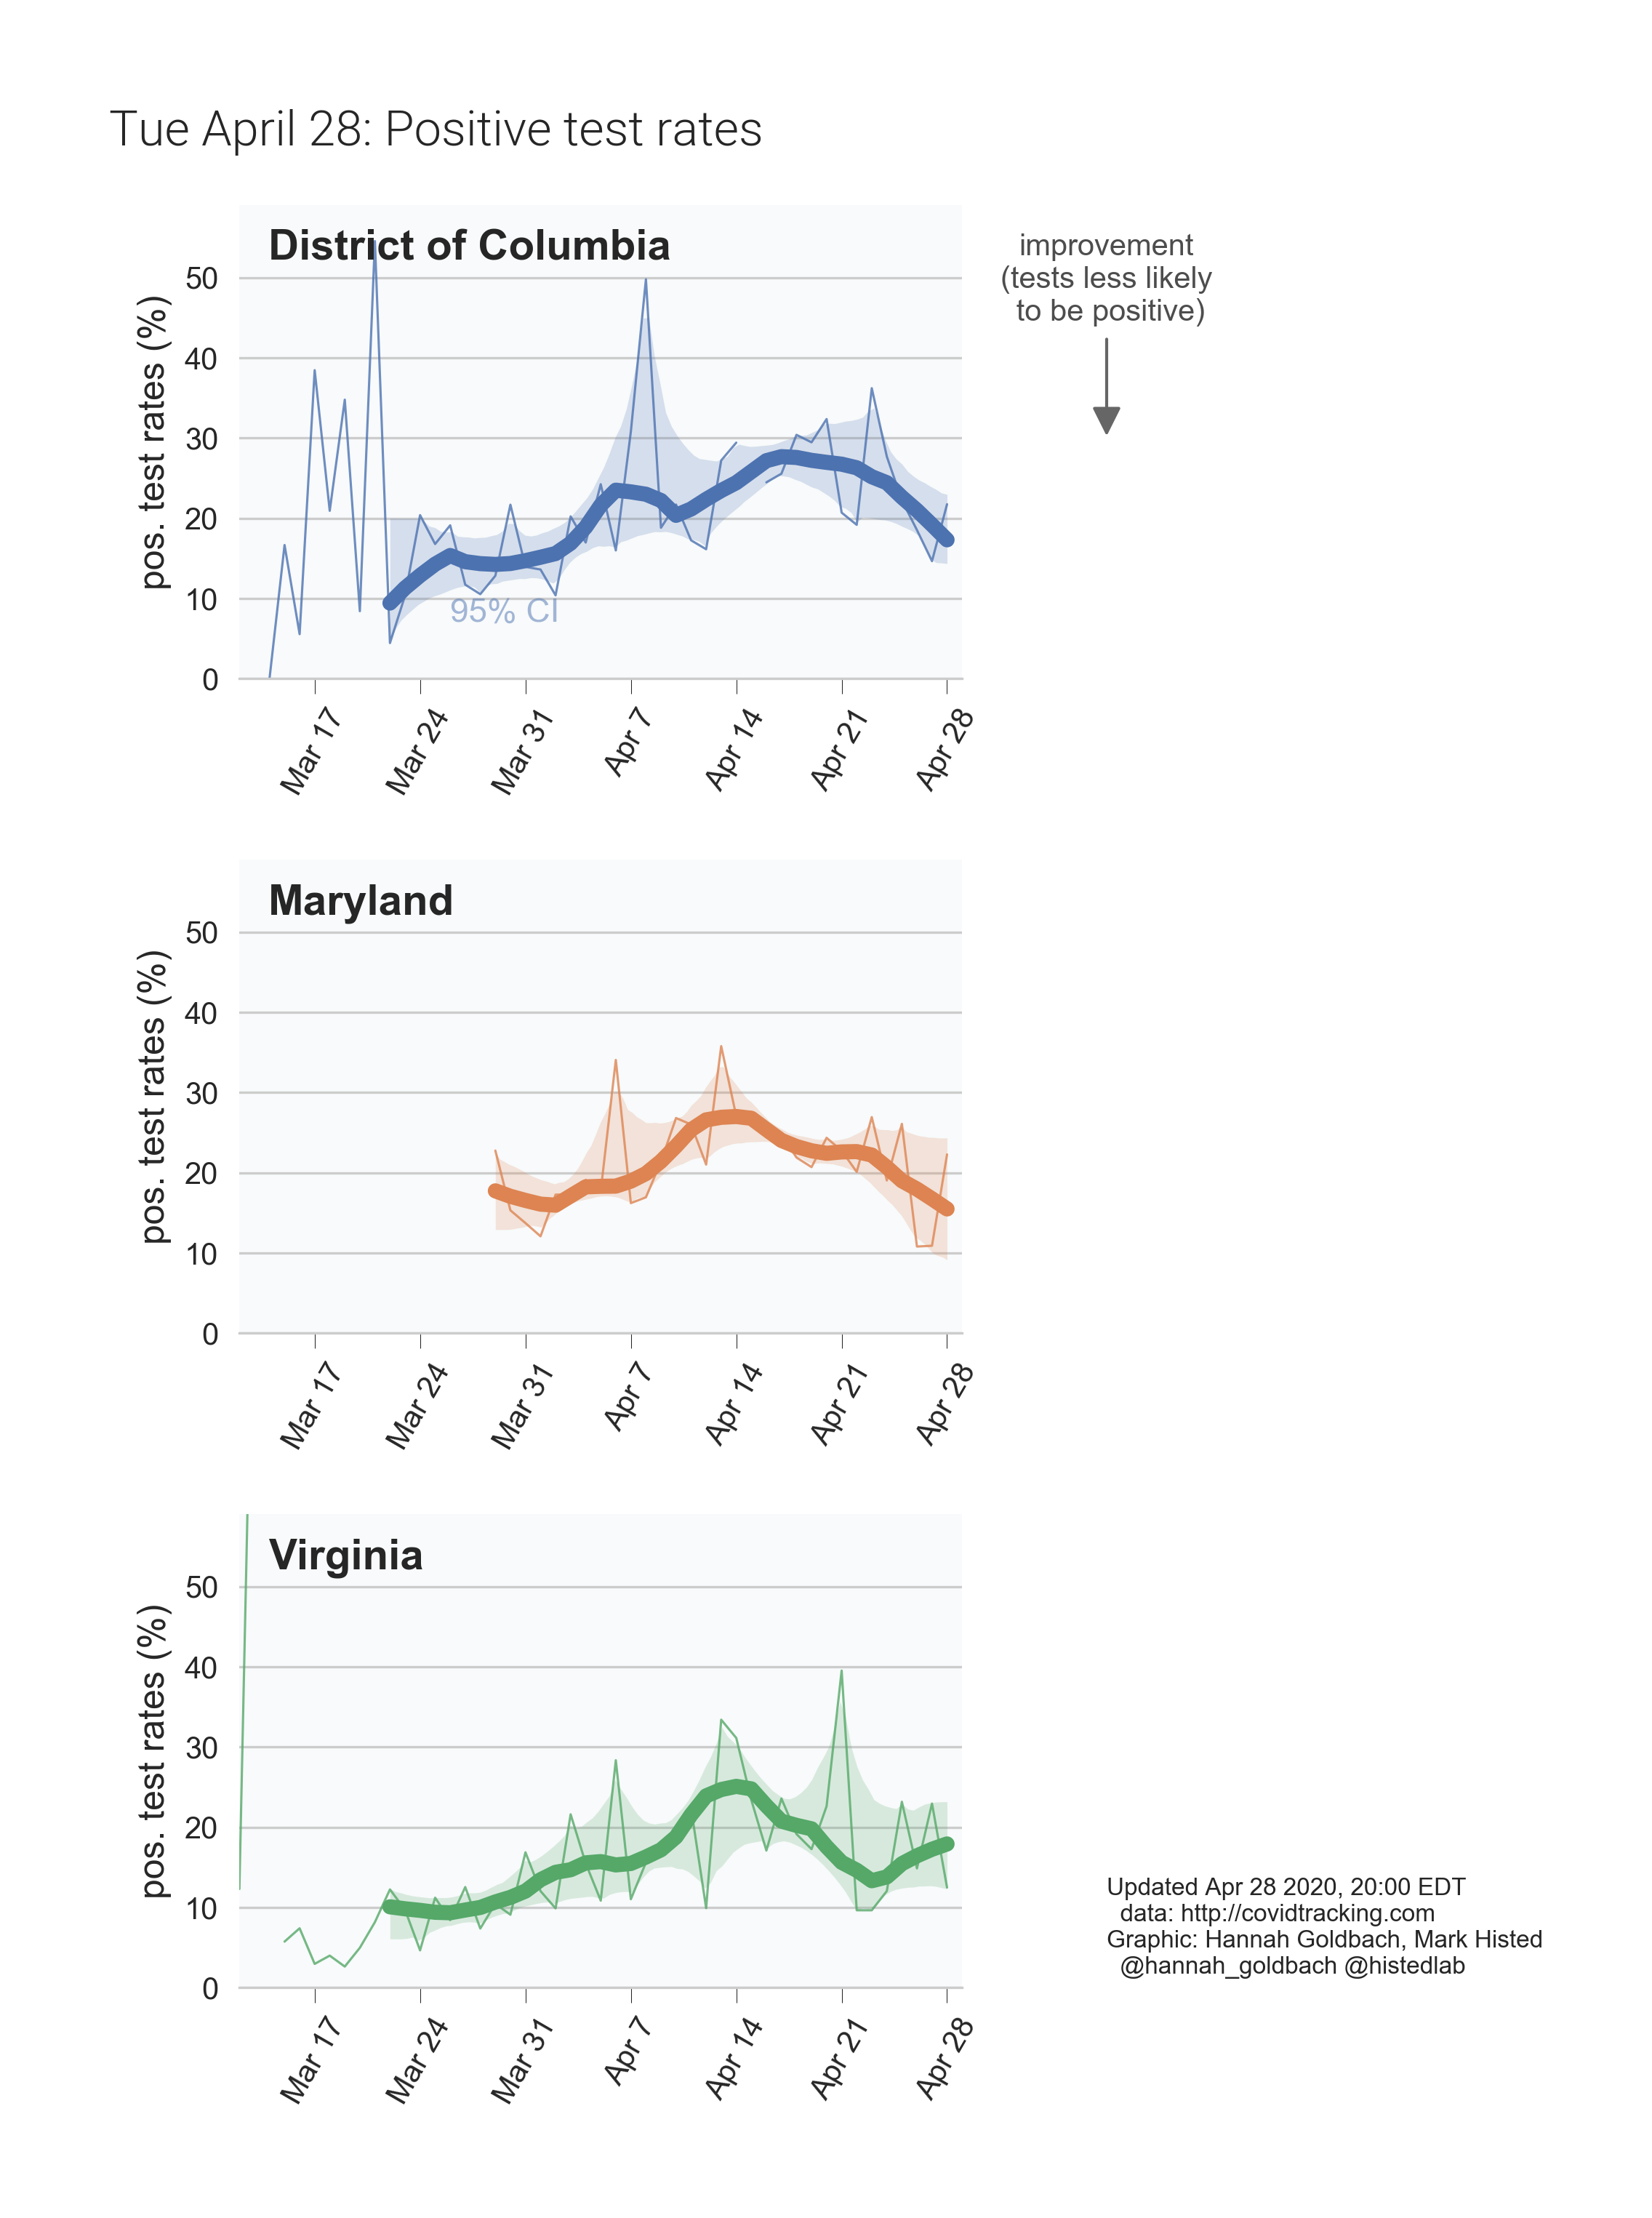 Tue April 28: Positive test rates
District of Columbia
improvement
(tests less likely
to be positive)
pos. test rates (%)
50
40
30
20
10
0
95% CI
Mar 17
Mar 24
Mar 31
Apr 7
Apr 14
Apr 21
Apr 28
Maryland
pos. test rates (%)
50
40
30
20
10
0
Mar 17
Mar 24
Mar 31
Apr 7
Apr 14
Apr 21
Apr 28
Virginia
pos. test rates (%)
50
40
30
20
10
0
Mar 17
Mar 24
Mar 31
Apr 7
Apr 14
Apr 21
Apr 28
Updated Apr 28 2020, 20:00 EDT
data: http://covidtracking.com
Graphic: Hannah Goldbach, Mark Histed
@hannah_goldbach @histedlab